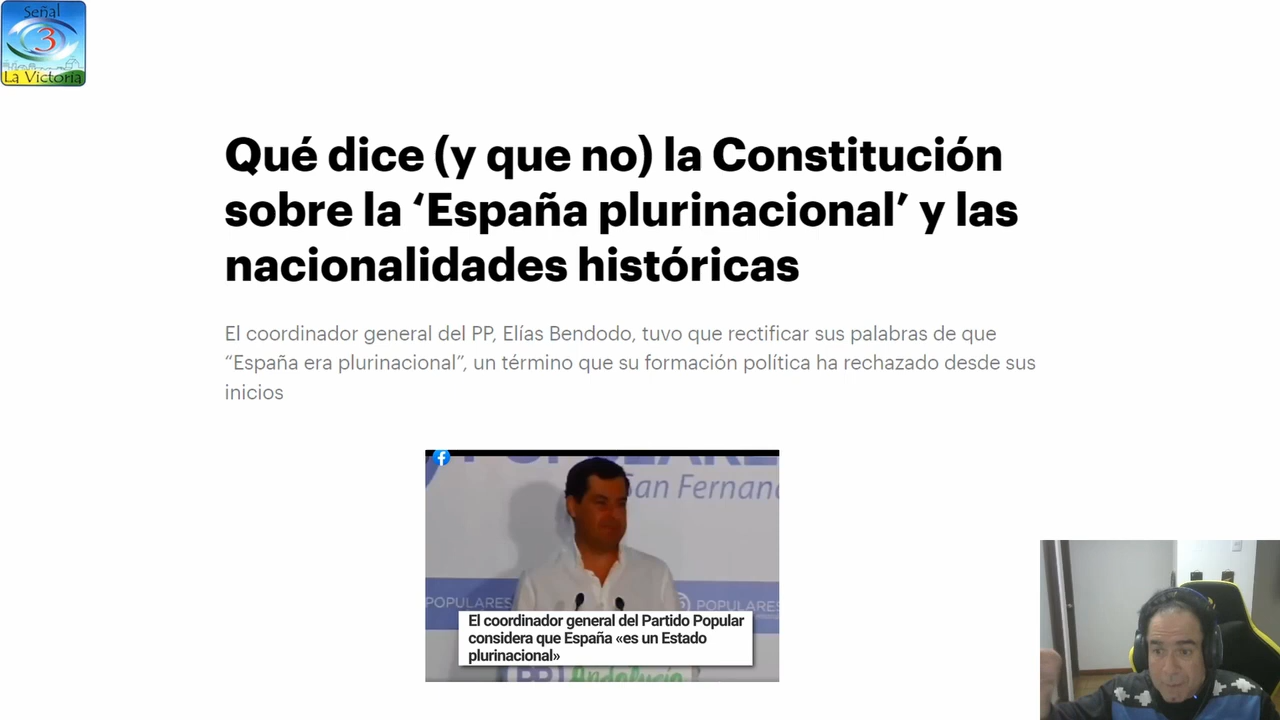 Señal
3
La Victoria
Qué dice (y que no) la Constitución
sobre la ‘España plurinacional’ y las
nacionalidades históricas
El coordinador general del PP, Elías Bendodo, tuvo que rectificar sus palabras de que
“España era plurinacional”, un término que su formación política ha rechazado desde sus
inicios
San Fernan
POPULARES
POPULARES
El coordinador general del Partido Popular
considera que España «es un Estado
plurinacional»
PP Andalucía